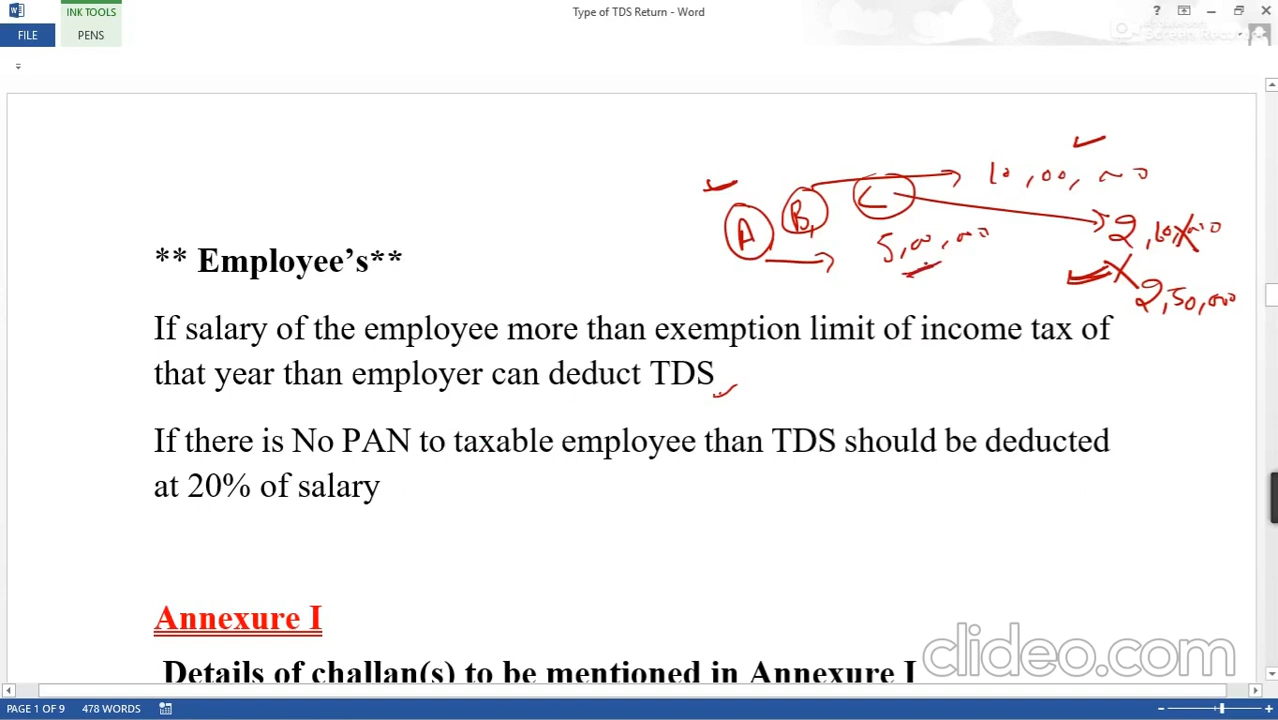 INK TOOLS
Type of TDS Return - Word
?
FILE
PENS
10,00,000
A
B
C
2,10,000
5,00,000
2,50,000
** Employee's**
If salary of the employee more than exemption limit of income tax of
that year than employer can deduct TDS
If there is No PAN to taxable employee than TDS should be deducted
at 20% of salary
Annexure I
Details of challan(s) to be mentioned in Annexure I
clideo.com
PAGE 1 OF 9
478 WORDS